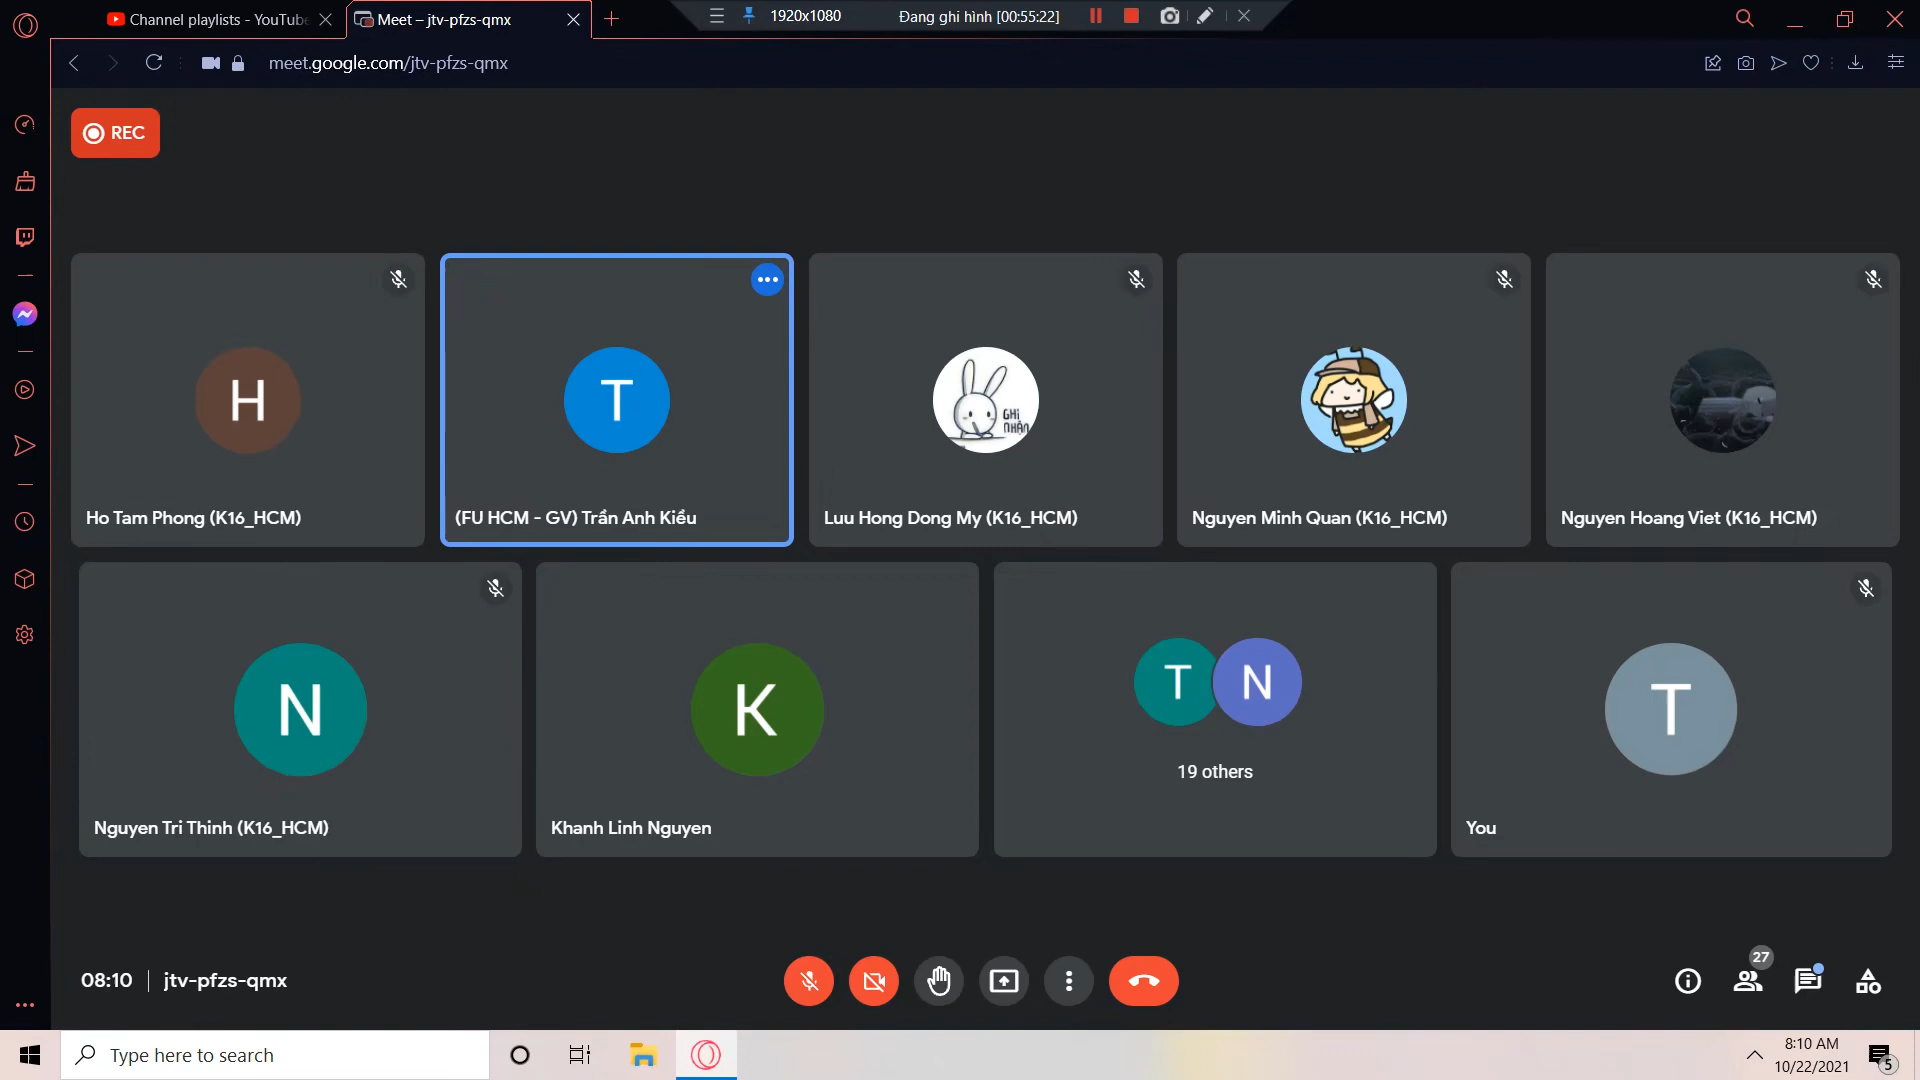 Channel playlists - YouTube
Meet – jtv-pfzs-qmx
1920x1080
Đang ghi hình [00:55:22]
meet.google.com/jtv-pfzs-qmx
REC
H
Ho Tam Phong (K16_HCM)
T
(FU HCM - GV) Trần Anh Kiều
GHI
NHẬN
Luu Hong Dong My (K16_HCM)
Nguyen Minh Quan (K16_HCM)
Nguyen Hoang Viet (K16_HCM)
N
Nguyen Tri Thinh (K16_HCM)
K
Khanh Linh Nguyen
T N
19 others
T
You
08:10 | jtv-pfzs-qmx
27
Type here to search
8:10 AM
10/22/2021
5